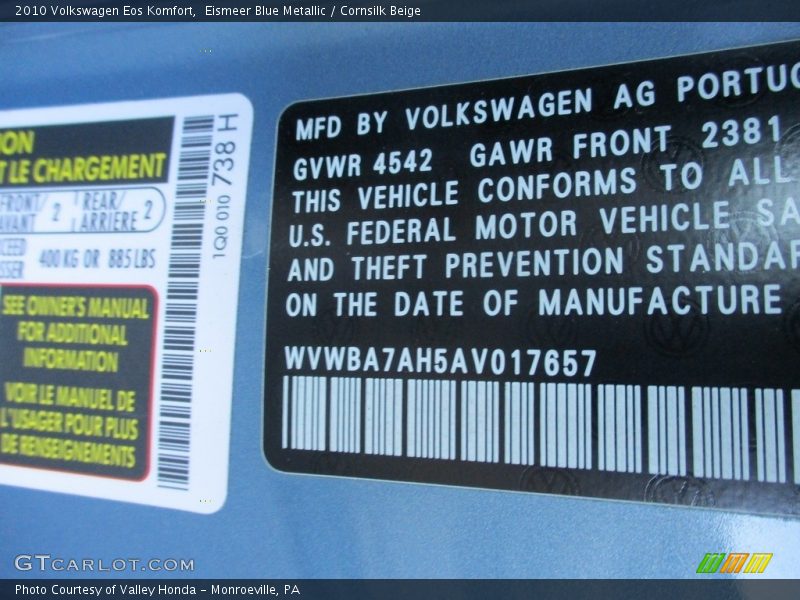 2010 Volkswagen Eos Komfort, Eismeer Blue Metallic / Cornsilk Beige
LE CHARGEMENT
FRONT/ 2 REAR/ 2
AVANT ARRIERE
400 KG OR 885 LBS
SEE OWNER'S MANUAL
FOR ADDITIONAL
INFORMATION
VOIR LE MANUEL DE
L'USAGER POUR PLUS
DE RENSEIGNEMENTS
1Q0 010 738 H
MFD BY VOLKSWAGEN AG PORTUG
GVWR 4542 GAWR FRONT 2381
THIS VEHICLE CONFORMS TO ALL
U.S. FEDERAL MOTOR VEHICLE SA
AND THEFT PREVENTION STANDAR
ON THE DATE OF MANUFACTURE
WVWBA7AH5AV017657
GTCARLOT.COM
Photo Courtesy of Valley Honda - Monroeville, PA